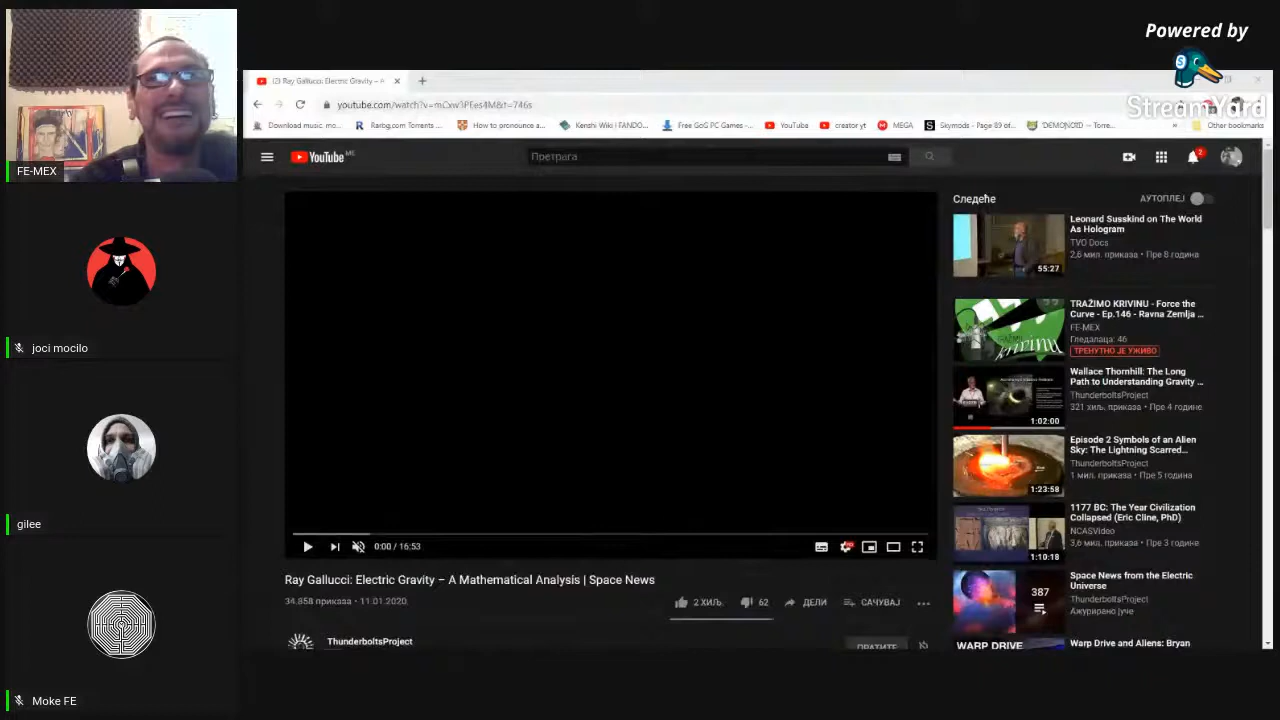 Powered by
StreamYard
FE-MEX
joci mocilo
gilee
Moke FE
Ray Gallucci: Electric Gravity – A
Download music, mo...
Rarbg.com Torrents ...
How to pronounce a...
Kenshi Wiki | FANDO...
Free GoG PC Games -...
YouTube
creator yt
MEGA
Skymods - Page 89 of...
'DEMONOID' — Torre...
Other bookmarks
YouTube ME
Претрага
2
0:00 / 16:53
Ray Gallucci: Electric Gravity – A Mathematical Analysis | Space News
34.858 приказа • 11.01.2020.
2 ХИЉ.
62
ДЕЛИ
САЧУВАЈ
ThunderboltsProject
ПРАТИТЕ
Следеће
АУТОПЛЕЈ
55:27
Leonard Susskind on The World
As Hologram
TVO Docs
2,6 мил. приказа • Пре 8 година
krivinu
TRAŽIMO KRIVINU - Force the
Curve - Ep.146 - Ravna Zemlja ...
FE-MEX
Гледалаца: 46
ТРЕНУТНО ЈЕ УЖИВО
1:02:00
Wallace Thornhill: The Long
Path to Understanding Gravity ...
ThunderboltsProject
321 хиљ. приказа • Пре 4 године
1:23:58
Episode 2 Symbols of an Alien
Sky: The Lightning Scarred...
ThunderboltsProject
1 мил. приказа • Пре 5 година
1:10:18
1177 BC: The Year Civilization
Collapsed (Eric Cline, PhD)
NCASVideo
3,6 мил. приказа • Пре 3 године
387
Space News from the Electric
Universe
ThunderboltsProject
Ажурирано јуче
WARP DRIVE
Warp Drive and Aliens: Bryan